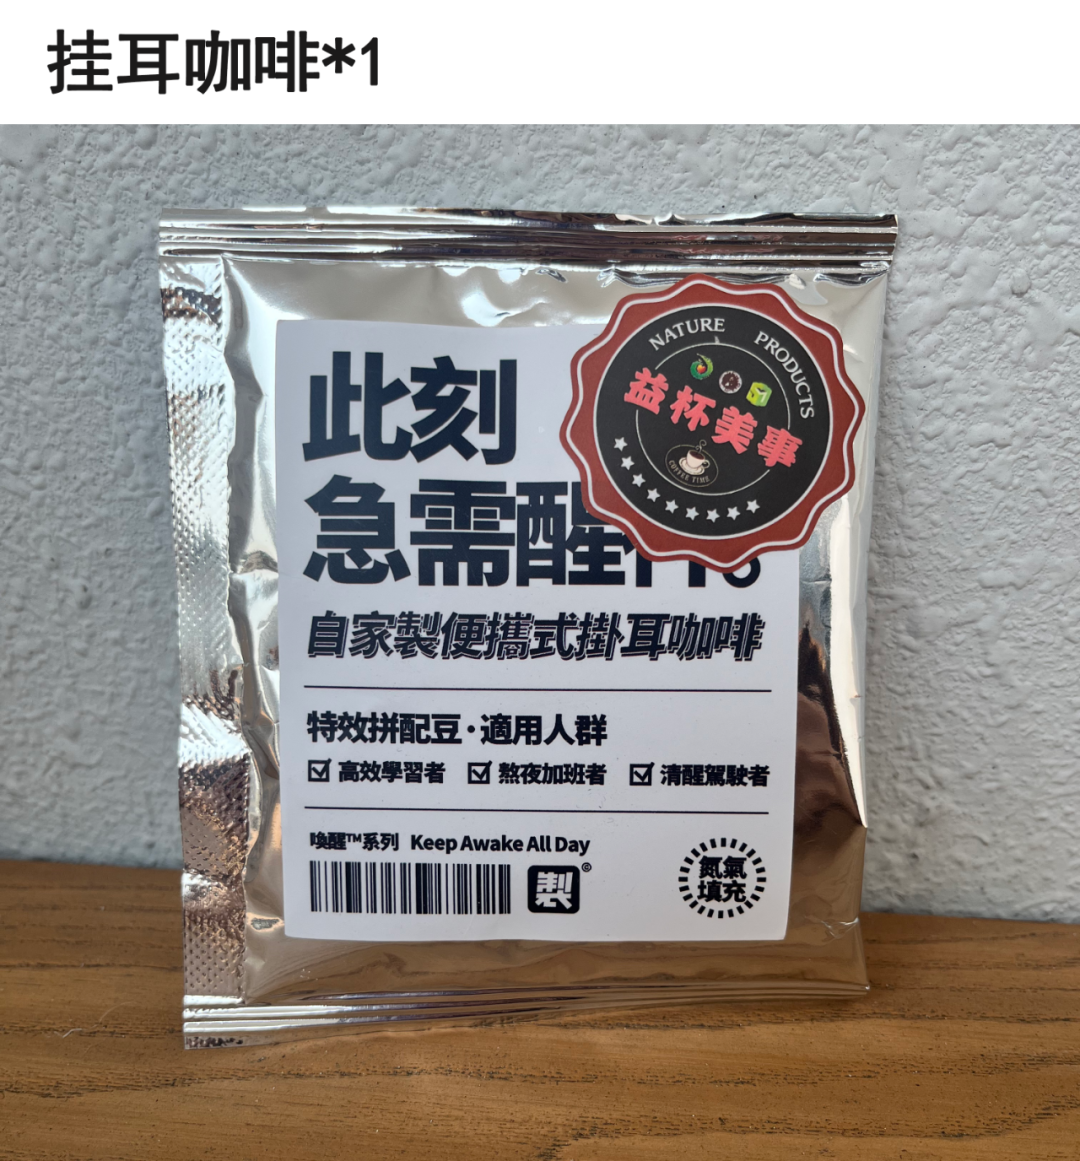 挂耳咖啡*1
此刻
急需醒
自家製便攜式掛耳咖啡
特效拼配豆·適用人群
高效學習者 熬夜加班者 清醒駕駛者
喚醒™系列 Keep Awake All Day
製©
氮氣
填充
NATURE PRODUCTS
益杯美事
COFFEE TIME